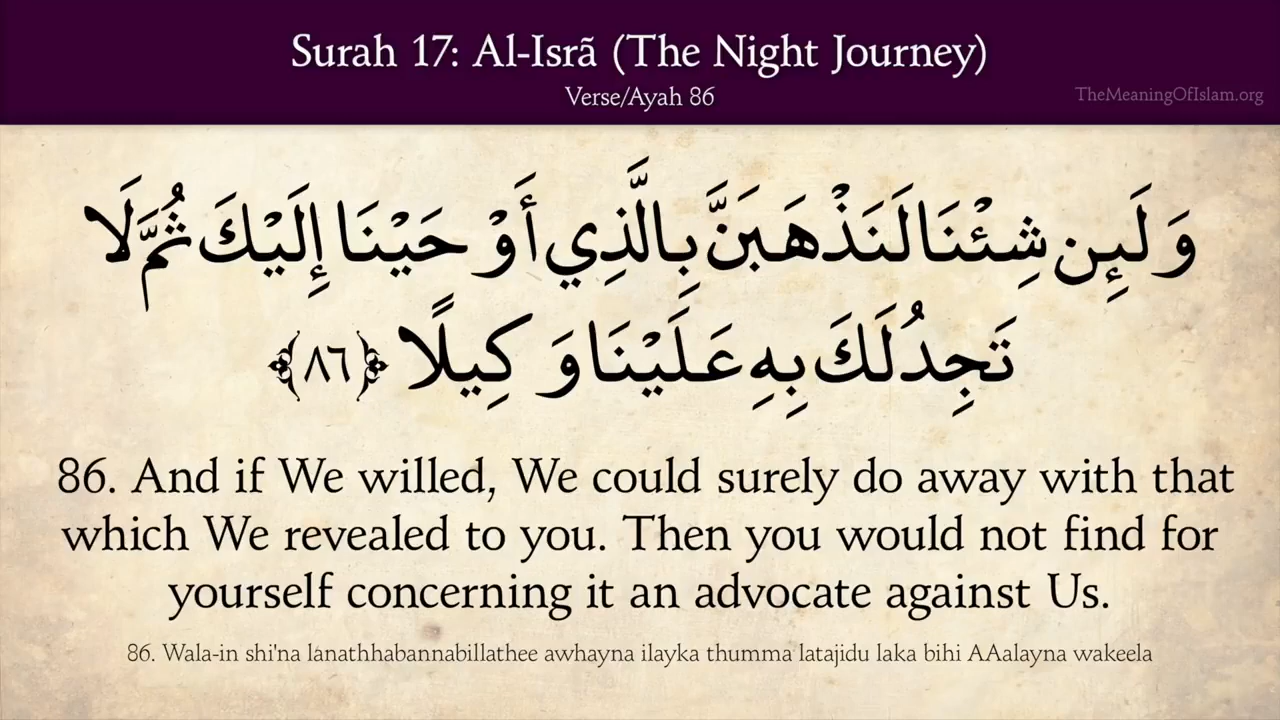 Surah 17: Al-Isrã (The Night Journey)
Verse/Ayah 86
TheMeaningOfIslam.org
وَلَئِن شِئْنَا لَنَذْهَبَنَّ بِالَّذِي أَوْحَيْنَا إِلَيْكَ ثُمَّ لَا
تَجِدُ لَكَ بِهِ عَلَيْنَا وَكِيلًا ﴿٨٦﴾
86. And if We willed, We could surely do away with that
which We revealed to you. Then you would not find for
yourself concerning it an advocate against Us.
86. Wala-in shi'na lanathhabannabillathee awhayna ilayka thumma latajidu laka bihi AAalayna wakeela